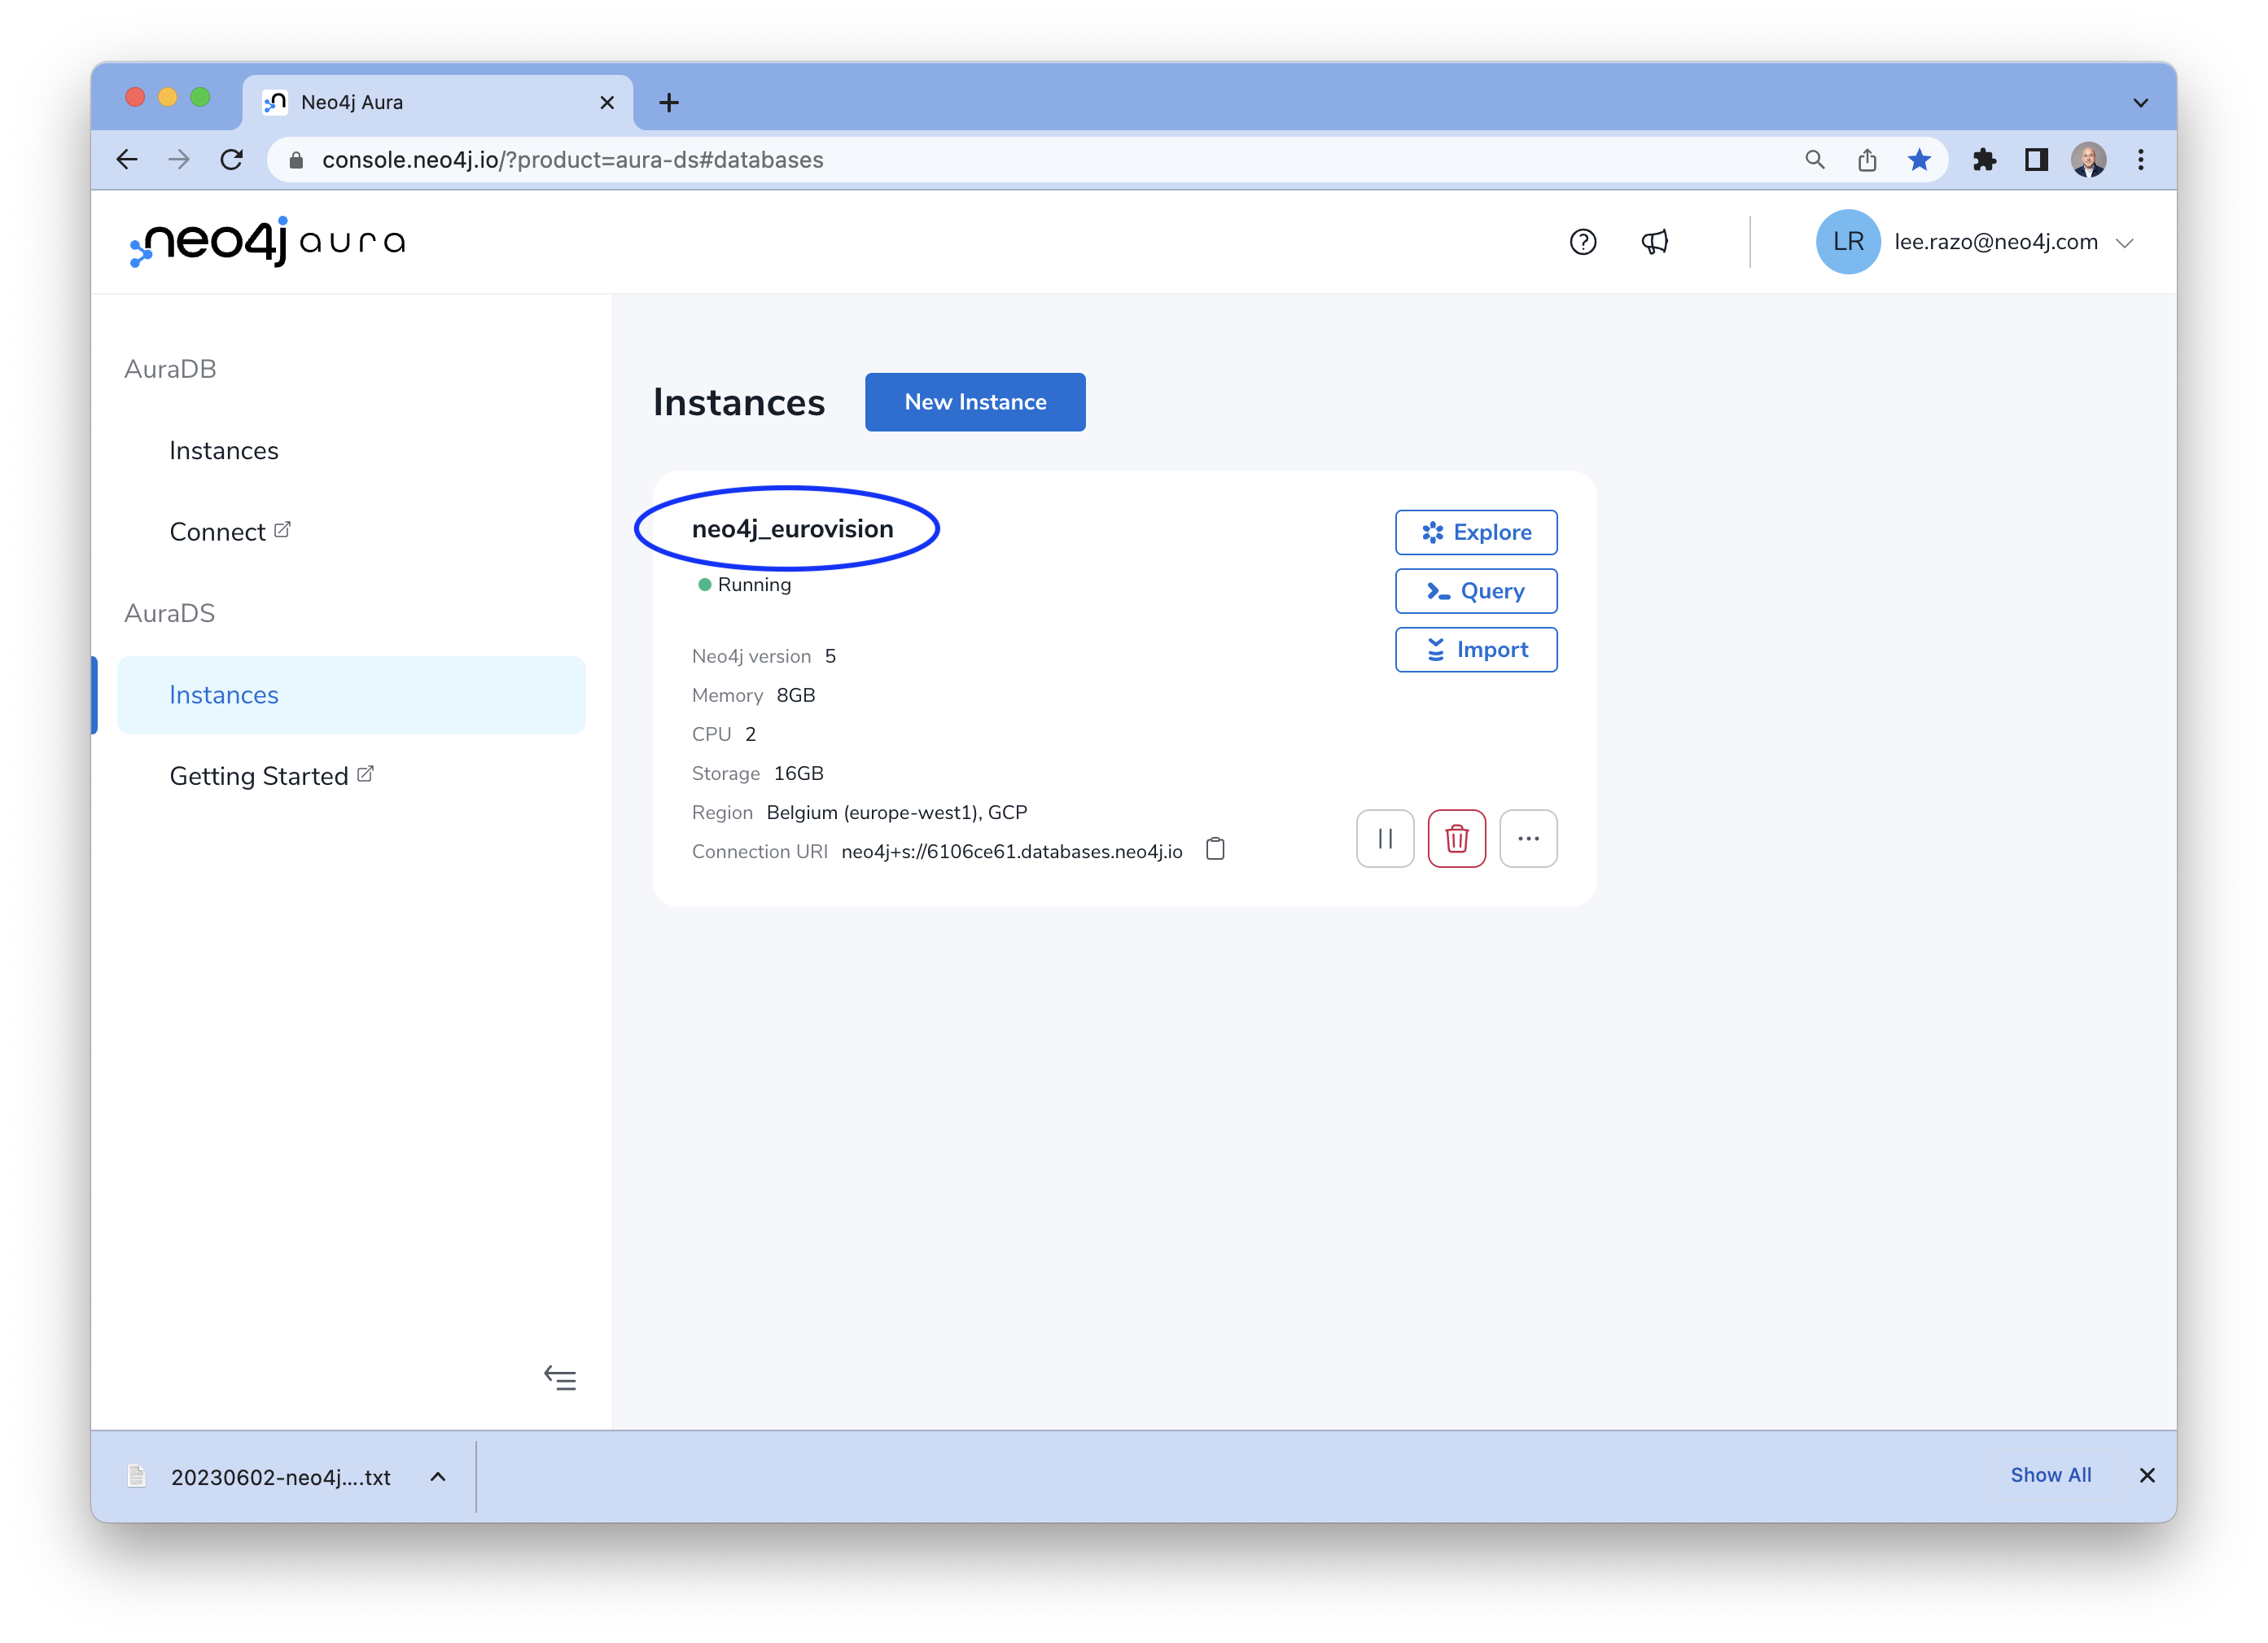 Neo4j Aura
console.neo4j.io/?product=aura-ds#databases
neo4j aura
LR lee.razo@neo4j.com
AuraDB
Instances
Connect
AuraDS
Instances
Getting Started
Instances New Instance
neo4j_eurovision
Running
Explore
Query
Import
Neo4j version 5
Memory 8GB
CPU 2
Storage 16GB
Region Belgium (europe-west1), GCP
Connection URI neo4j+s://6106ce61.databases.neo4j.io
20230602-neo4j....txt
Show All